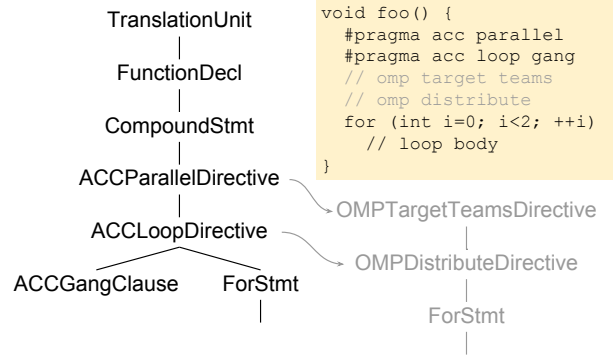 TranslationUnit
FunctionDecl
CompoundStmt
ACCParallelDirective
ACCLoopDirective
ACCGangClause
ForStmt
void foo() {
  #pragma acc parallel
  #pragma acc loop gang
  // omp target teams
  // omp distribute
  for (int i=0; i<2; ++i)
    // loop body
}
OMPTargetTeamsDirective
OMPDistributeDirective
ForStmt